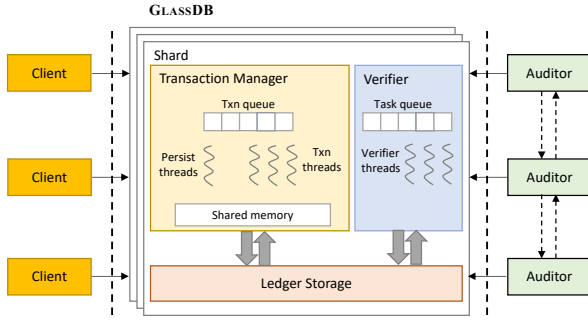 GLASSDB
Shard
Client
Transaction Manager
Verifier
Auditor
Txn queue
Task queue
Persist
threads
Txn
threads
Verifier
threads
Client
Auditor
Shared memory
Client
Ledger Storage
Auditor